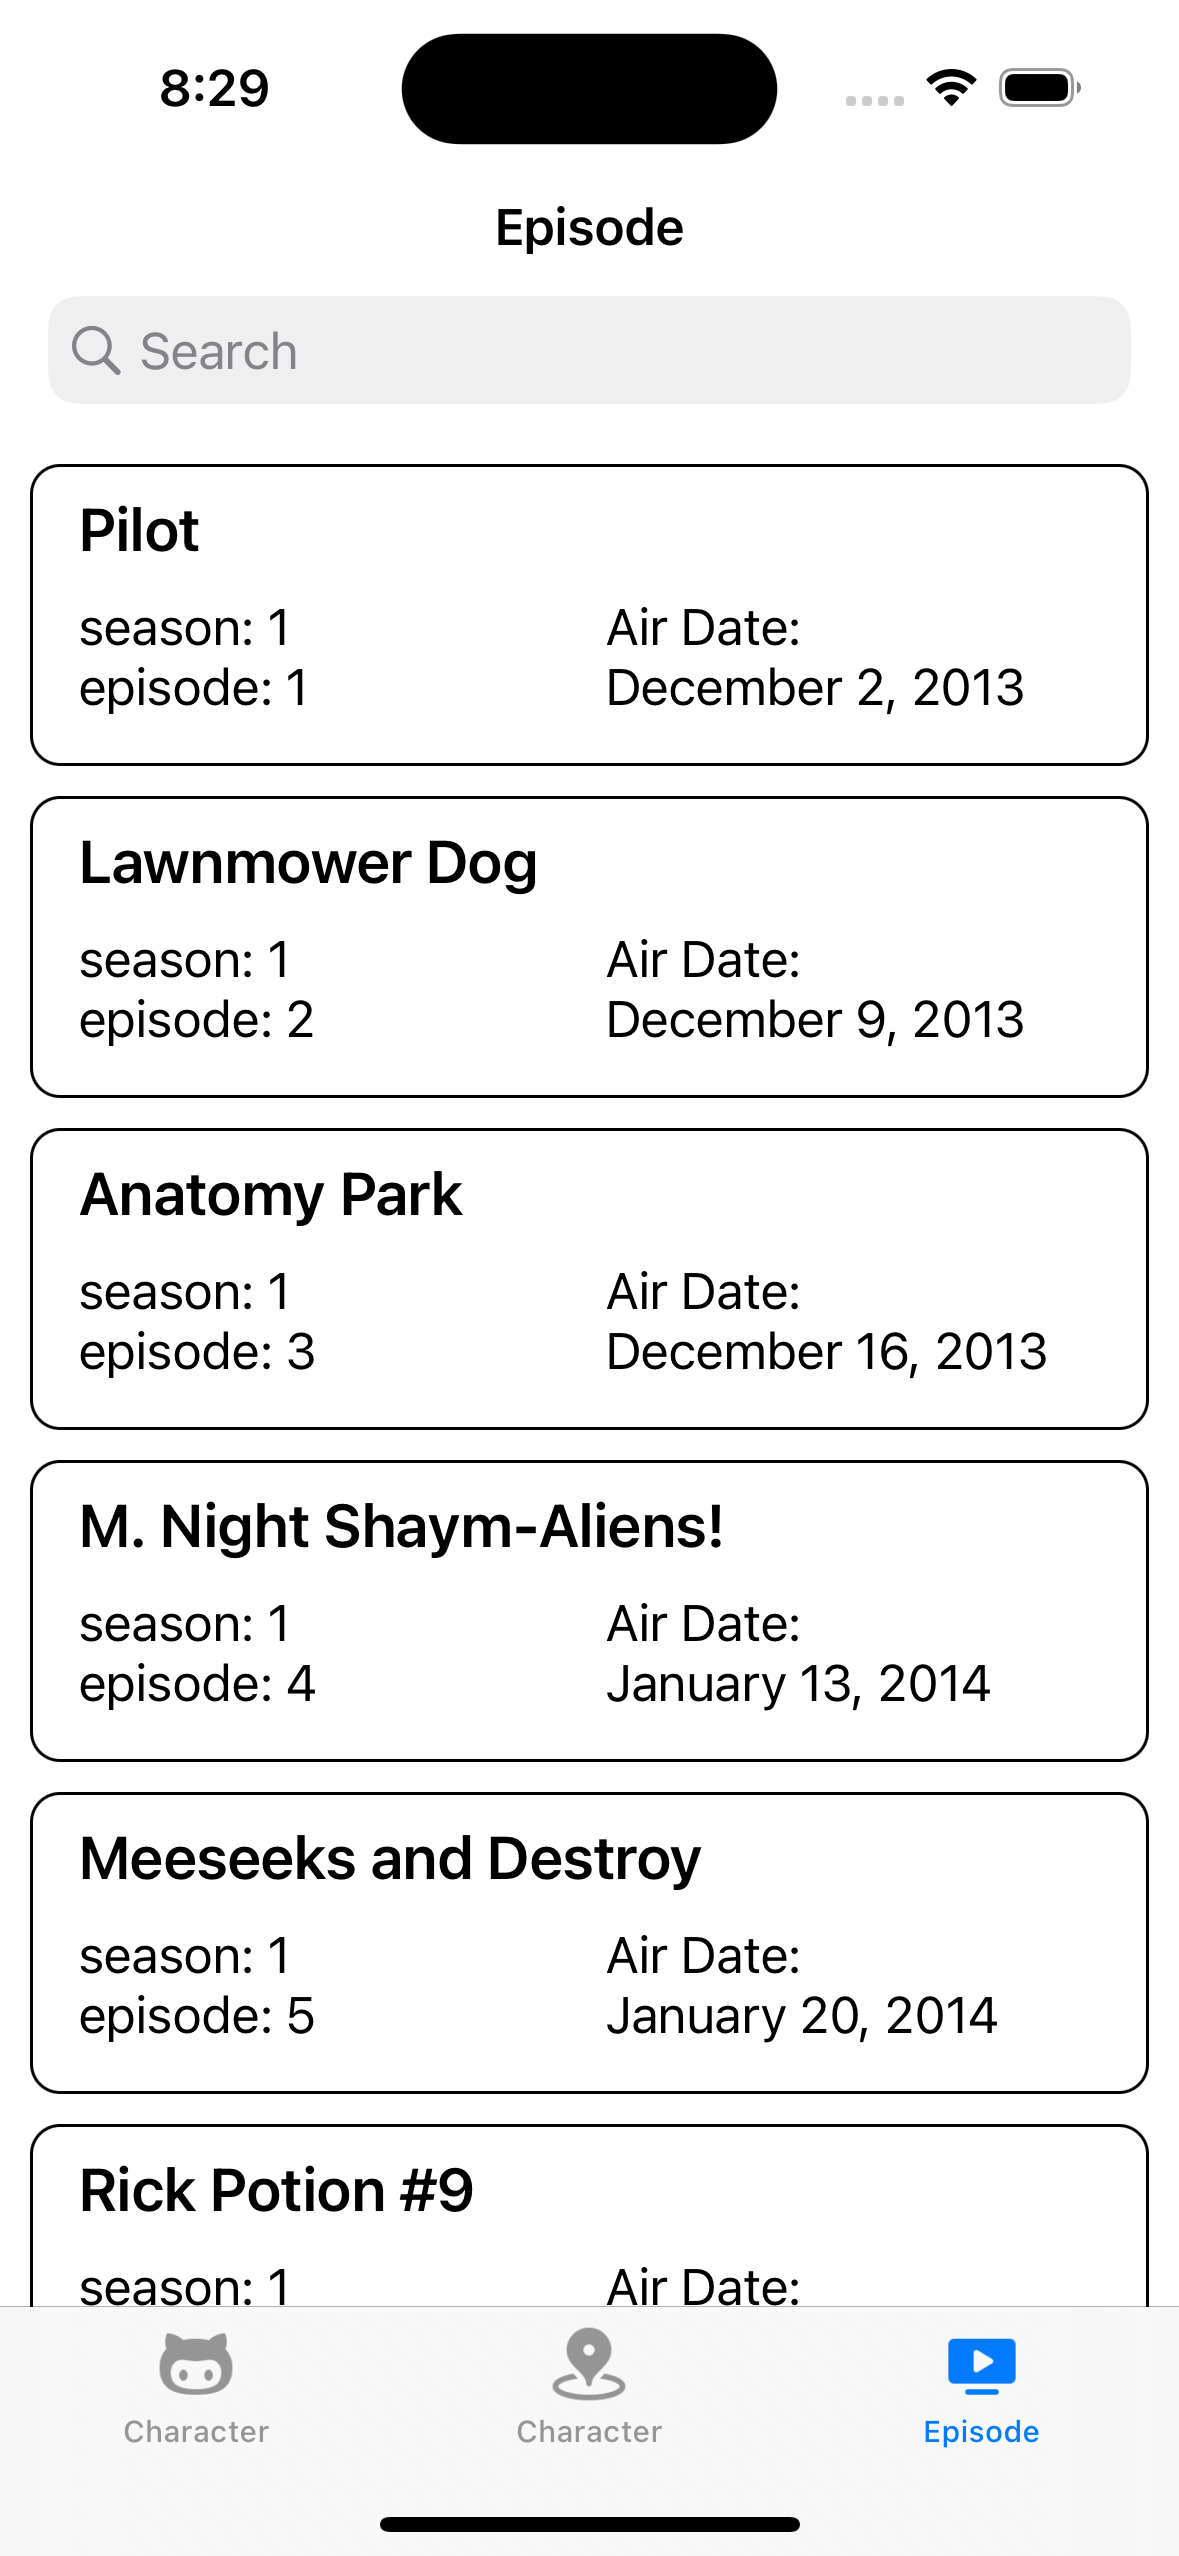 8:29
Episode
Search
Pilot
season: 1
episode: 1
Air Date:
December 2, 2013
Lawnmower Dog
season: 1
episode: 2
Air Date:
December 9, 2013
Anatomy Park
season: 1
episode: 3
Air Date:
December 16, 2013
M. Night Shaym-Aliens!
season: 1
episode: 4
Air Date:
January 13, 2014
Meeseeks and Destroy
season: 1
episode: 5
Air Date:
January 20, 2014
Rick Potion #9
season: 1
Air Date:
Character
Character
Episode